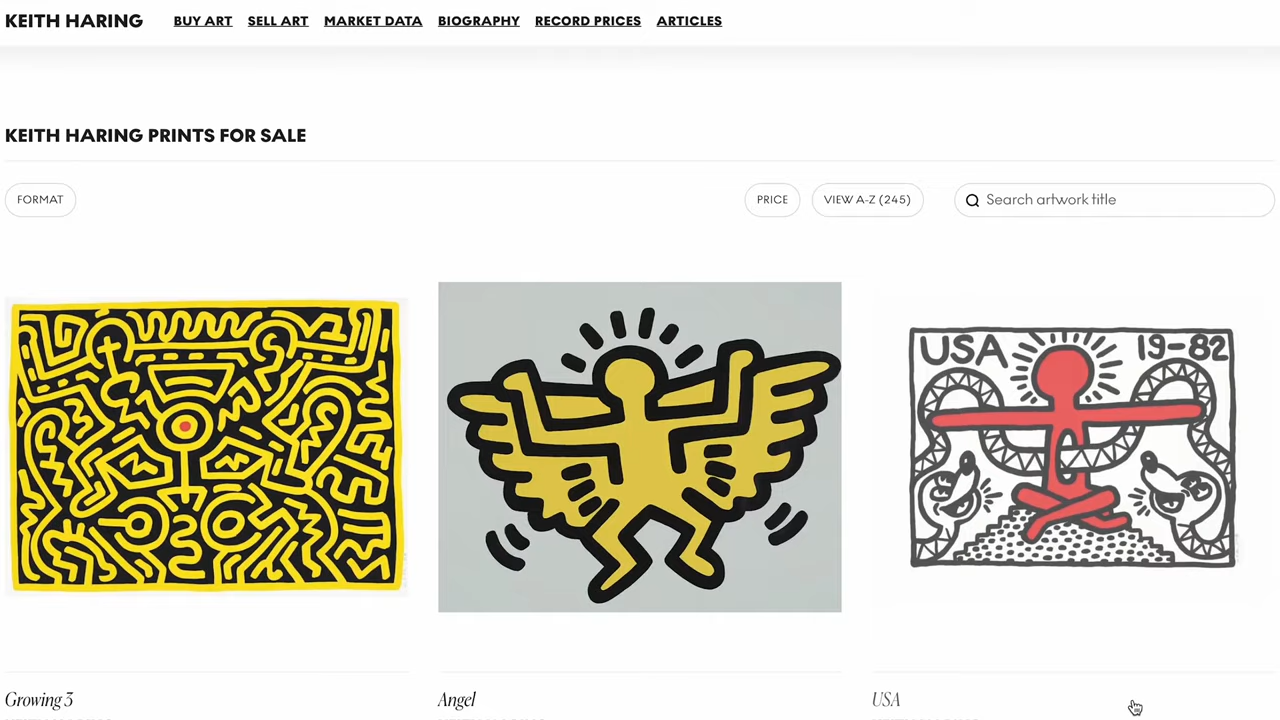 KEITH HARING BUY ART SELL ART MARKET DATA BIOGRAPHY RECORD PRICES ARTICLES
KEITH HARING PRINTS FOR SALE
FORMAT PRICE VIEW A-Z (245) Search artwork title
USA 19-82
Growing 3 Angel USA